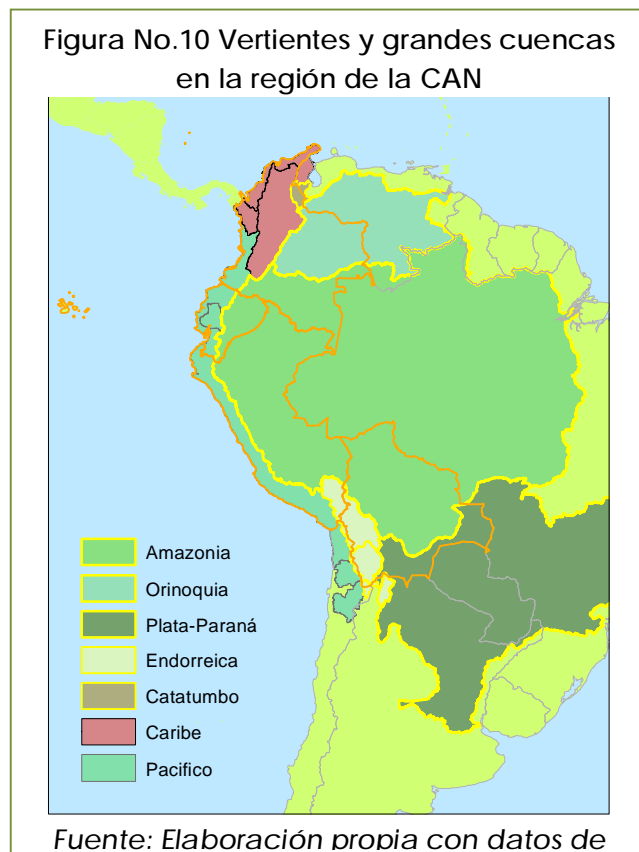 Figura No.10 Vertientes y grandes cuencas
en la región de la CAN
Amazonia
Orinoquia
Plata-Paraná
Endorreica
Catatumbo
Caribe
Pacifico
Fuente: Elaboración propia con datos de